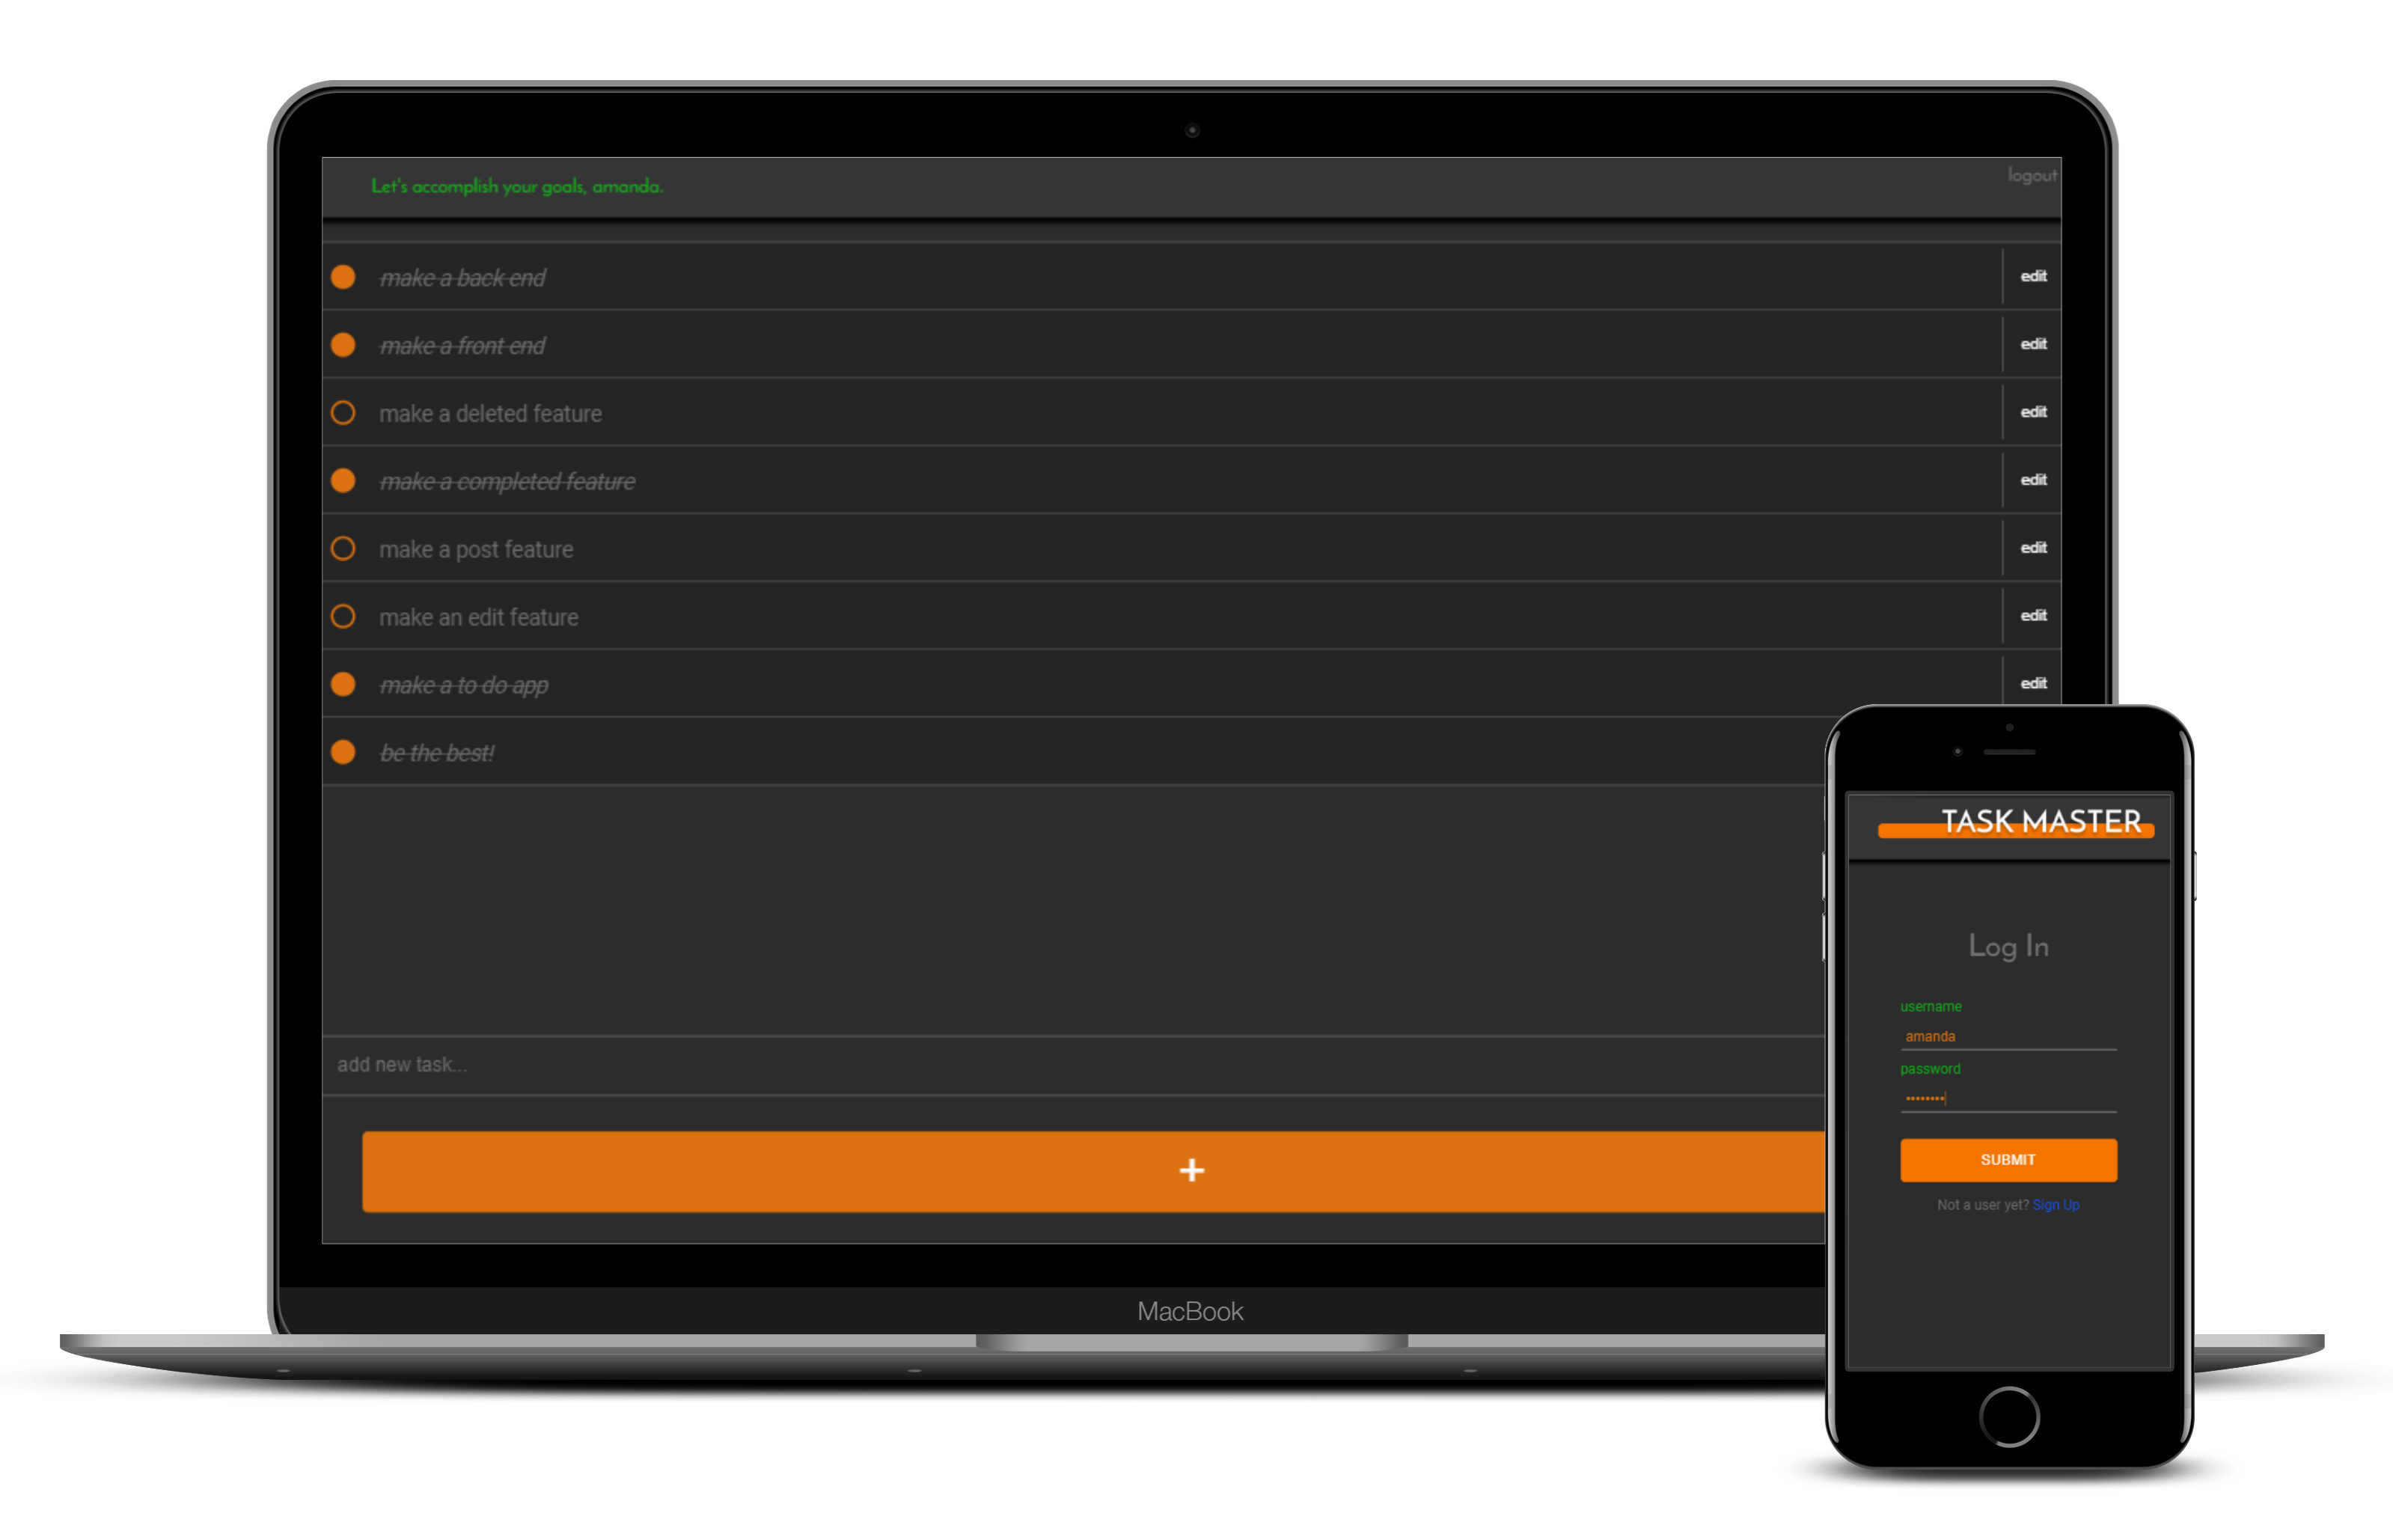 Let's accomplish your goals, amanda.
logout
make a back end
edit
make a front end
edit
make a deleted feature
edit
make a completed feature
edit
make a post feature
edit
make an edit feature
edit
make a to do app
edit
be the best!
add new task...
+
MacBook
TASK MASTER
Log In
username
amanda
password
••••••••
SUBMIT
Not a user yet? Sign Up